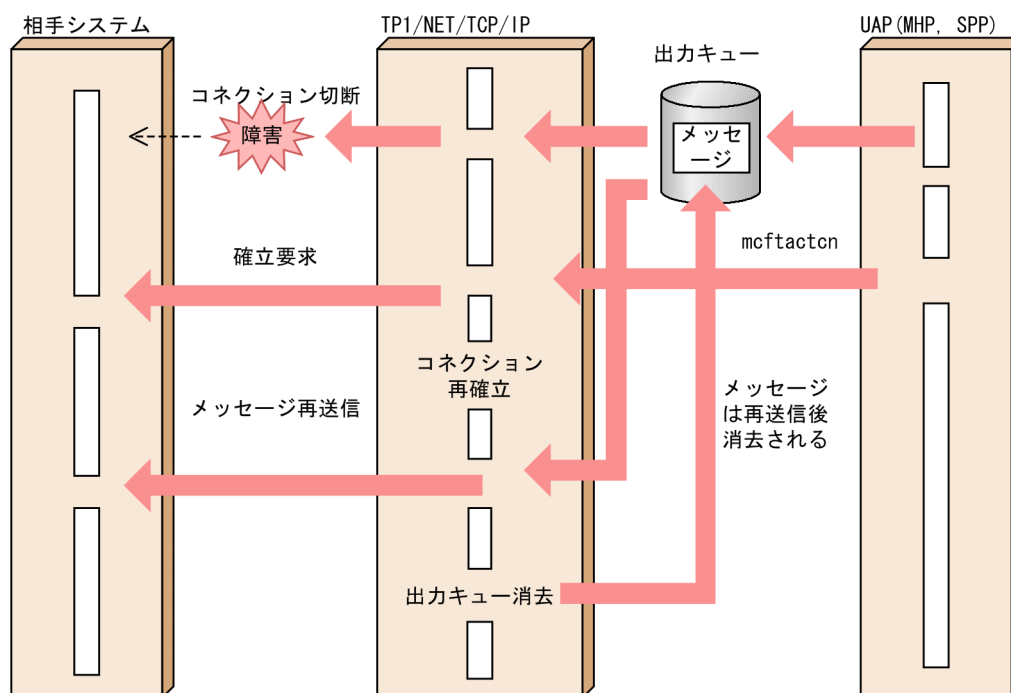 相手システム
TP1/NET/TCP/IP
UAP(MHP, SPP)
出力キュー
コネクション切断
障害
メッセ
ージ
確立要求
mcftactcn
コネクション
再確立
メッセージ再送信
メッセージ
は再送信後
消去される
出力キュー消去